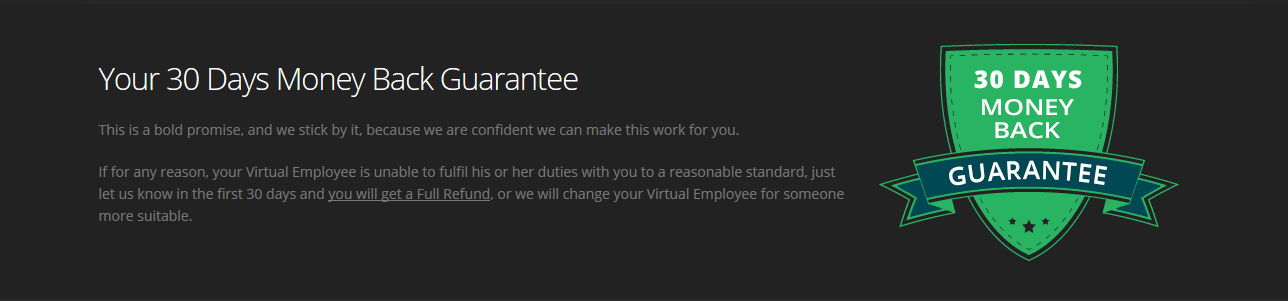 Your 30 Days Money Back Guarantee
This is a bold promise, and we stick by it, because we are confident we can make this work for you.
If for any reason, your Virtual Employee is unable to fulfil his or her duties with you to a reasonable standard, just
let us know in the first 30 days and you will get a Full Refund, or we will change your Virtual Employee for someone
more suitable.
30 DAYS
MONEY
BACK
GUARANTEE